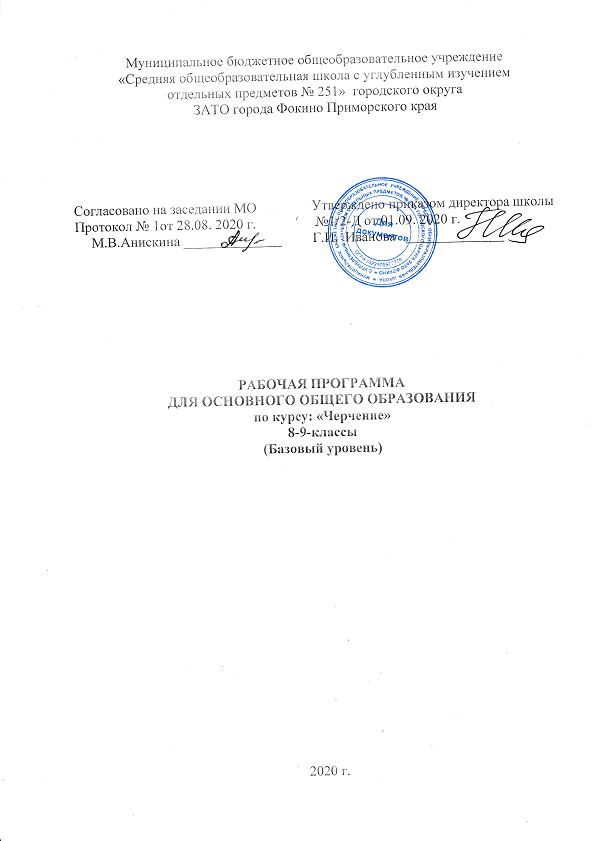 Муниципальное бюджетное общеобразовательное учреждение
«Средняя общеобразовательная школа с углубленным изучением
отдельных предметов № 251» городского округа
ЗАТО города Фокино Приморского края
Согласовано на заседании МО
Протокол № 1от 28.08. 2020 г.
М.В.Анискина
Утверждено приказом директора школы
от 01.09. 2020 г.
Иванова
Для
документов
РАБОЧАЯ ПРОГРАММА
ДЛЯ ОСНОВНОГО ОБЩЕГО ОБРАЗОВАНИЯ
по курсу: «Черчение»
8-9-классы
(Базовый уровень)
2020 г.